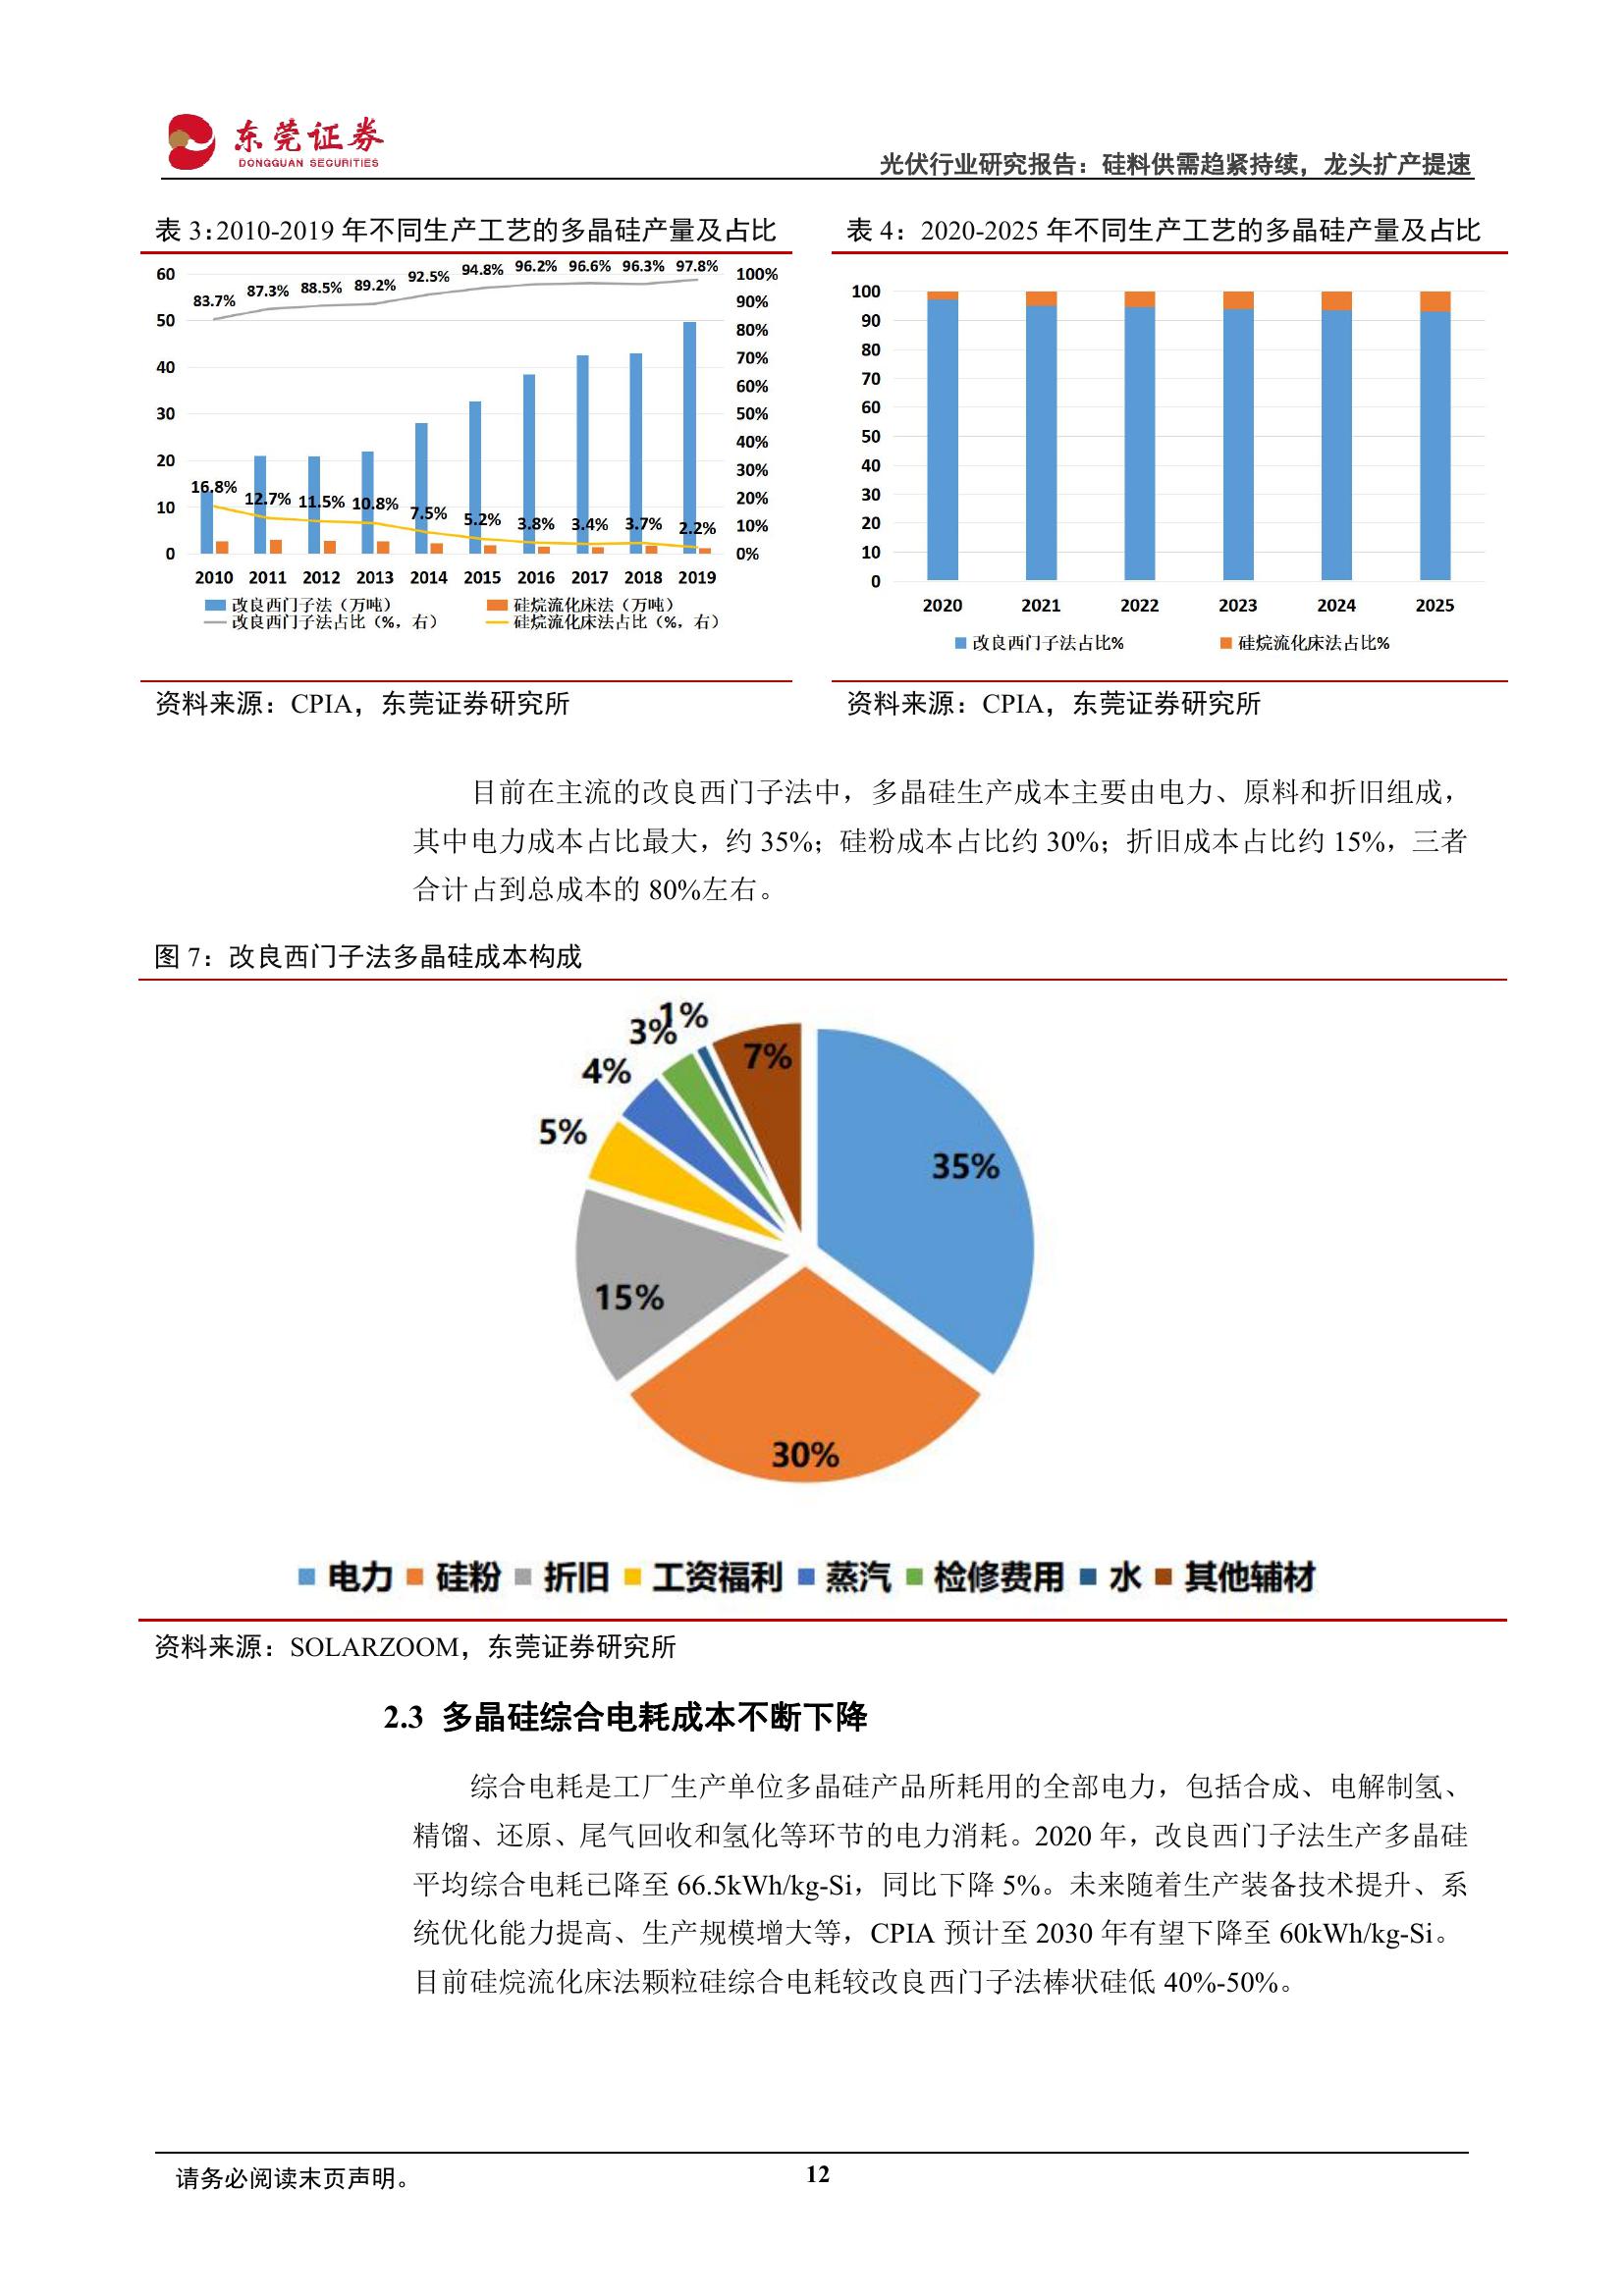 东莞证券
DONGGUAN SECURITIES
光伏行业研究报告：硅料供需趋紧持续，龙头扩产提速
表 3：2010-2019 年不同生产工艺的多晶硅产量及占比
60
50
40
30
20
10
0
100%
90%
80%
70%
60%
50%
40%
30%
20%
10%
0%
83.7% 87.3% 88.5% 89.2% 92.5% 94.8% 96.2% 96.6% 96.3% 97.8%
16.8% 12.7% 11.5% 10.8% 7.5% 5.2% 3.8% 3.4% 3.7% 2.2%
2010 2011 2012 2013 2014 2015 2016 2017 2018 2019
改良西门子法（万吨） 硅烷流化床法（万吨）
改良西门子法占比（%，右） 硅烷流化床法占比（%，右）
资料来源：CPIA，东莞证券研究所
表 4：2020-2025 年不同生产工艺的多晶硅产量及占比
100
90
80
70
60
50
40
30
20
10
0
2020 2021 2022 2023 2024 2025
改良西门子法占比% 硅烷流化床法占比%
资料来源：CPIA，东莞证券研究所
目前在主流的改良西门子法中，多晶硅生产成本主要由电力、原料和折旧组成，
其中电力成本占比最大，约 35%；硅粉成本占比约 30%；折旧成本占比约 15%，三者
合计占到总成本的 80%左右。
图 7：改良西门子法多晶硅成本构成
35%
30%
15%
5%
4%
3%
1%
7%
电力 硅粉 折旧 工资福利 蒸汽 检修费用 水 其他辅材
资料来源：SOLARZOOM，东莞证券研究所
2.3 多晶硅综合电耗成本不断下降
综合电耗是工厂生产单位多晶硅产品所耗用的全部电力，包括合成、电解制氢、
精馏、还原、尾气回收和氢化等环节的电力消耗。2020 年，改良西门子法生产多晶硅
平均综合电耗已降至 66.5kWh/kg-Si，同比下降 5%。未来随着生产装备技术提升、系
统优化能力提高、生产规模增大等，CPIA 预计至 2030 年有望下降至 60kWh/kg-Si。
目前硅烷流化床法颗粒硅综合电耗较改良西门子法棒状硅低 40%-50%。
请务必阅读末页声明。
12